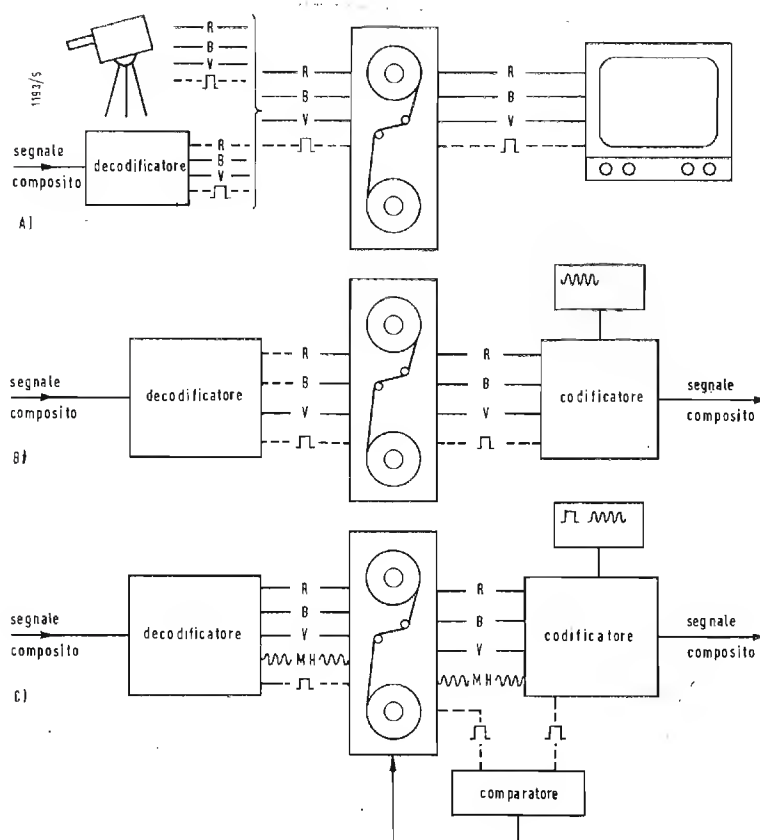 1193/S
R
B
V
R
B
V
R
B
V
segnale
composito
decodificatore
R
B
V
A)
segnale
composito
decodificatore
R
B
V
R
B
V
codificatore
segnale
composito
B)
segnale
composito
decodificatore
R
B
V
MH
R
B
V
MH
codificatore
segnale
composito
C)
comparatore